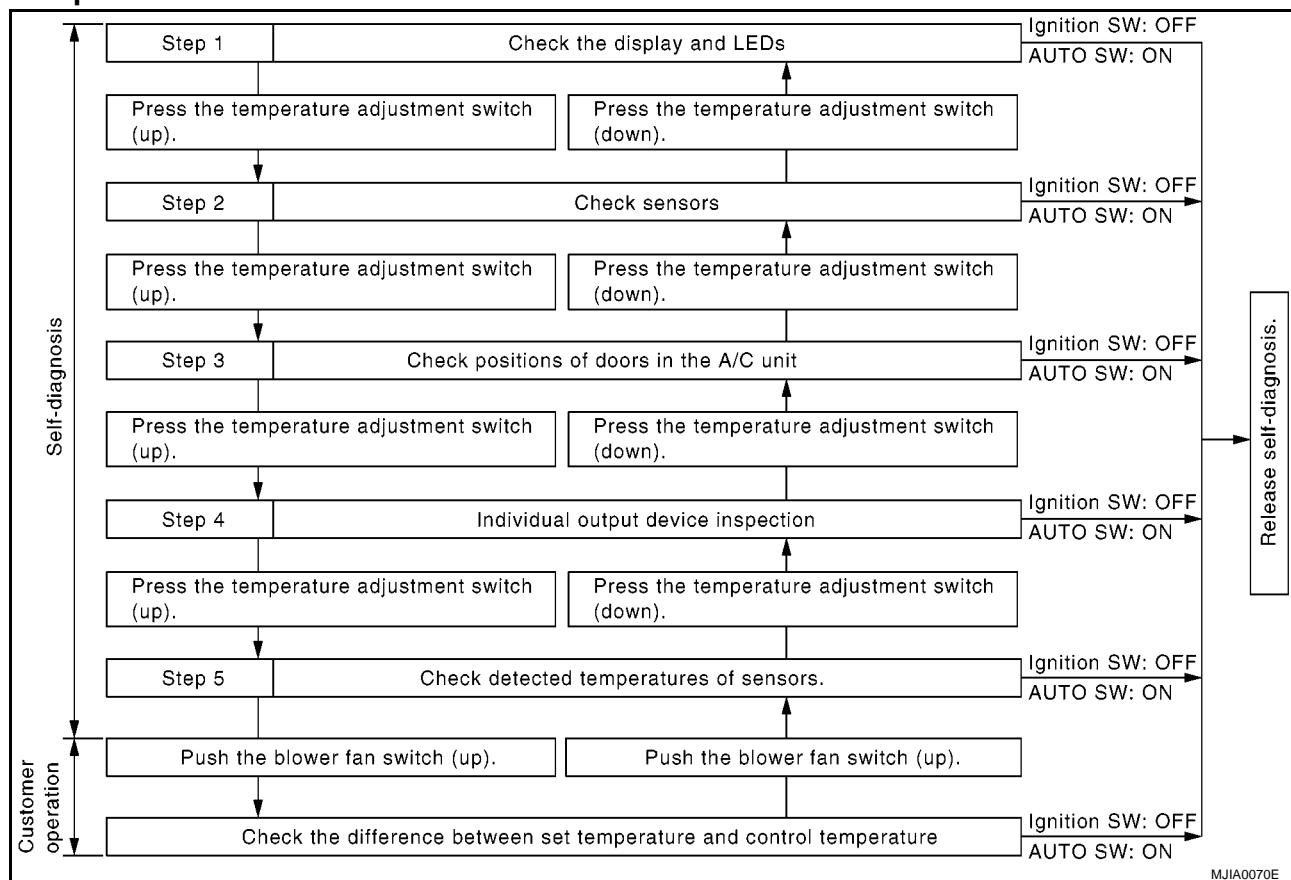 Step 1
Check the display and LEDs
Ignition SW: OFF
AUTO SW: ON
Press the temperature adjustment switch
(up).
Press the temperature adjustment switch
(down).
Step 2
Check sensors
Ignition SW: OFF
AUTO SW: ON
Press the temperature adjustment switch
(up).
Press the temperature adjustment switch
(down).
Step 3
Check positions of doors in the A/C unit
Ignition SW: OFF
AUTO SW: ON
Press the temperature adjustment switch
(up).
Press the temperature adjustment switch
(down).
Step 4
Individual output device inspection
Ignition SW: OFF
AUTO SW: ON
Press the temperature adjustment switch
(up).
Press the temperature adjustment switch
(down).
Step 5
Check detected temperatures of sensors.
Ignition SW: OFF
AUTO SW: ON
Self-diagnosis
Release self-diagnosis.
Push the blower fan switch (up).
Push the blower fan switch (up).
Customer
operation
Check the difference between set temperature and control temperature
Ignition SW: OFF
AUTO SW: ON
MJIA0070E